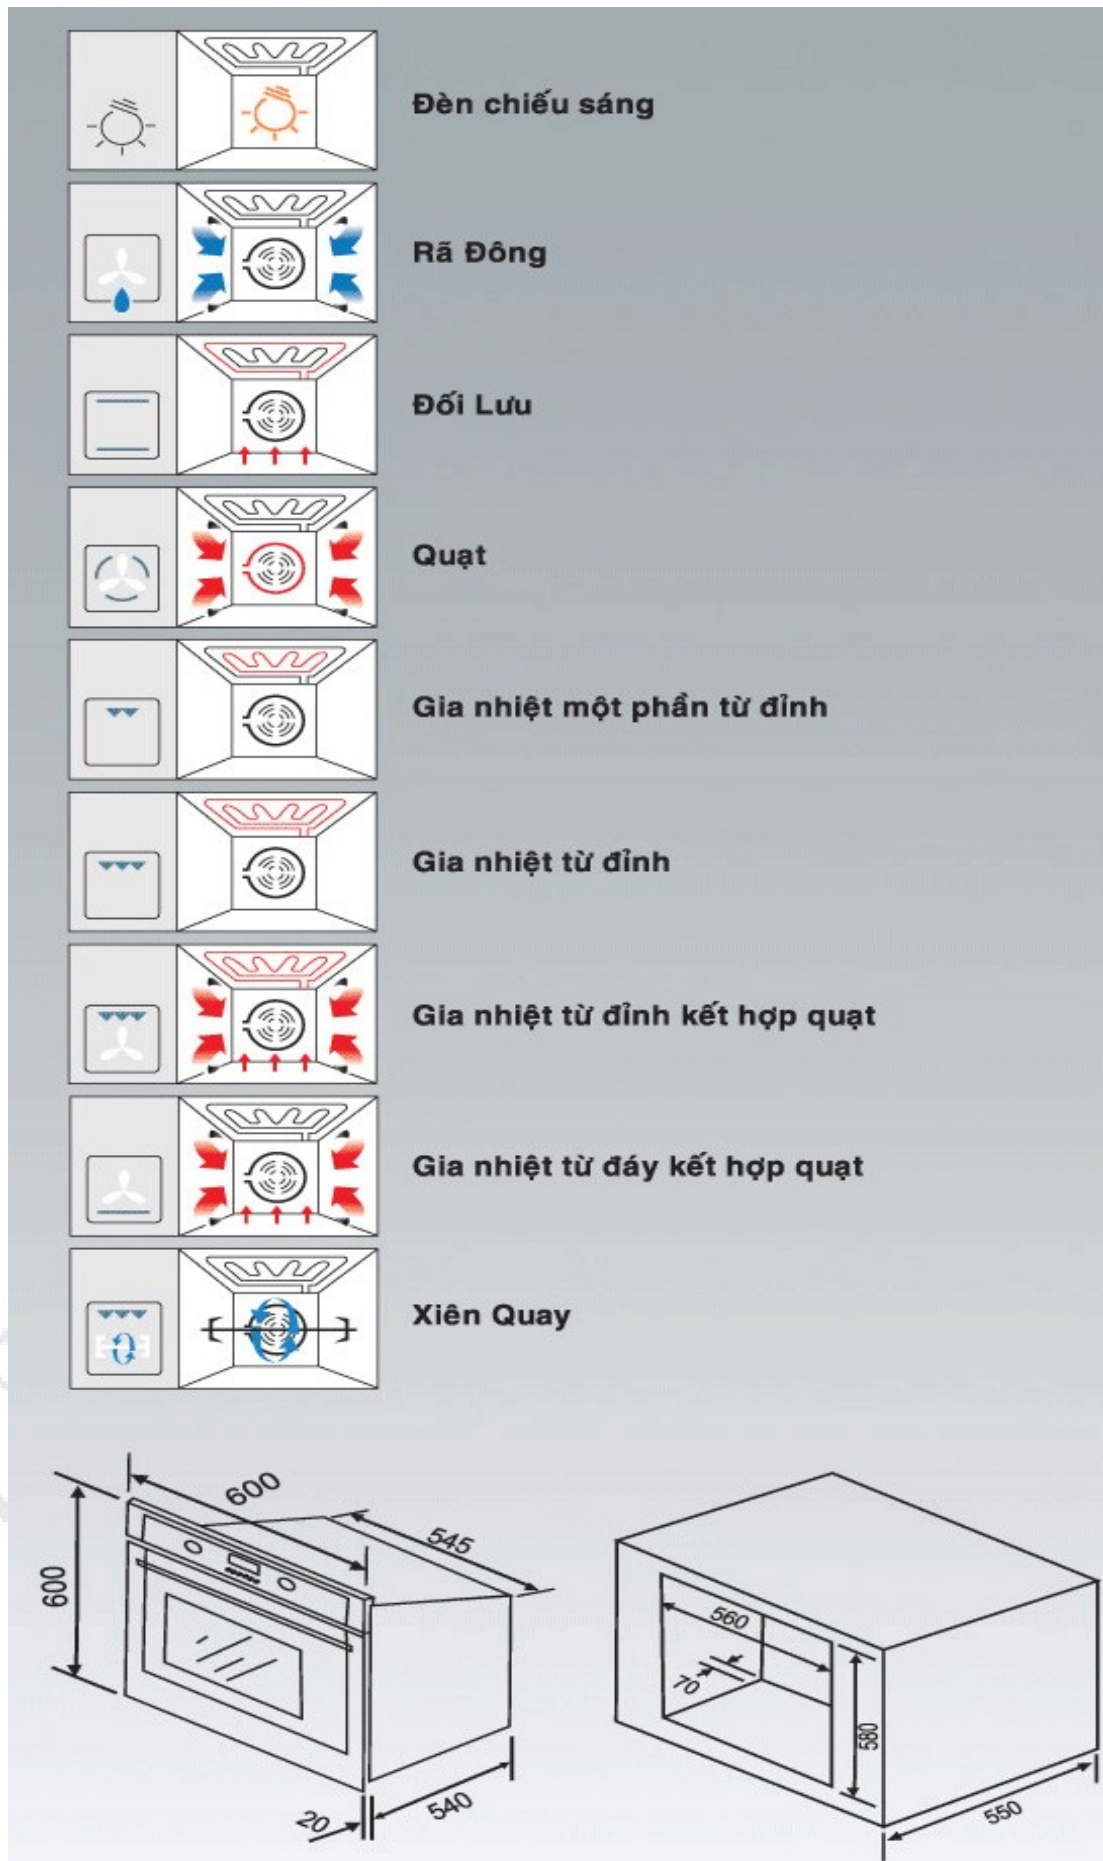 Đèn chiếu sáng
Rã Đông
Đối Lưu
Quạt
Gia nhiệt một phần từ đỉnh
Gia nhiệt từ đỉnh
Gia nhiệt từ đỉnh kết hợp quạt
Gia nhiệt từ đáy kết hợp quạt
Xiên Quay
600
545
600
20
540
560
70
580
550